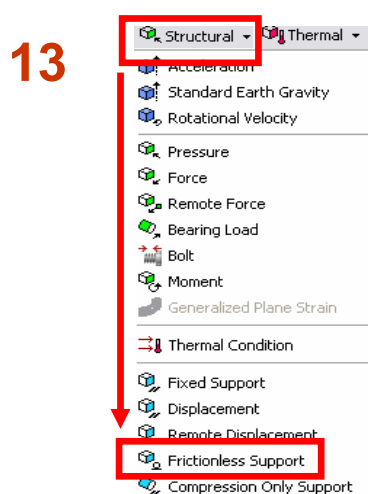 13
Structural Thermal
Acceleration
Standard Earth Gravity
Rotational Velocity
Pressure
Force
Remote Force
Bearing Load
Bolt
Moment
Generalized Plane Strain
Thermal Condition
Fixed Support
Displacement
Remote Displacement
Frictionless Support
Compression Only Support